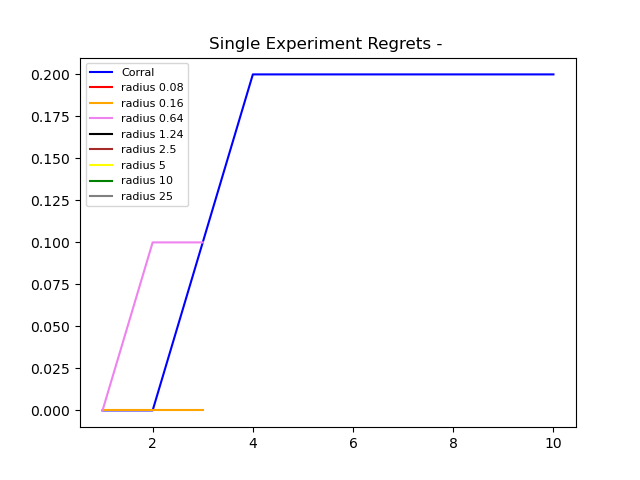 Single Experiment Regrets -
0.200
0.175
0.150
0.125
0.100
0.075
0.050
0.025
0.000
Corral
radius 0.08
radius 0.16
radius 0.64
radius 1.24
radius 2.5
radius 5
radius 10
radius 25
2 4 6 8 10